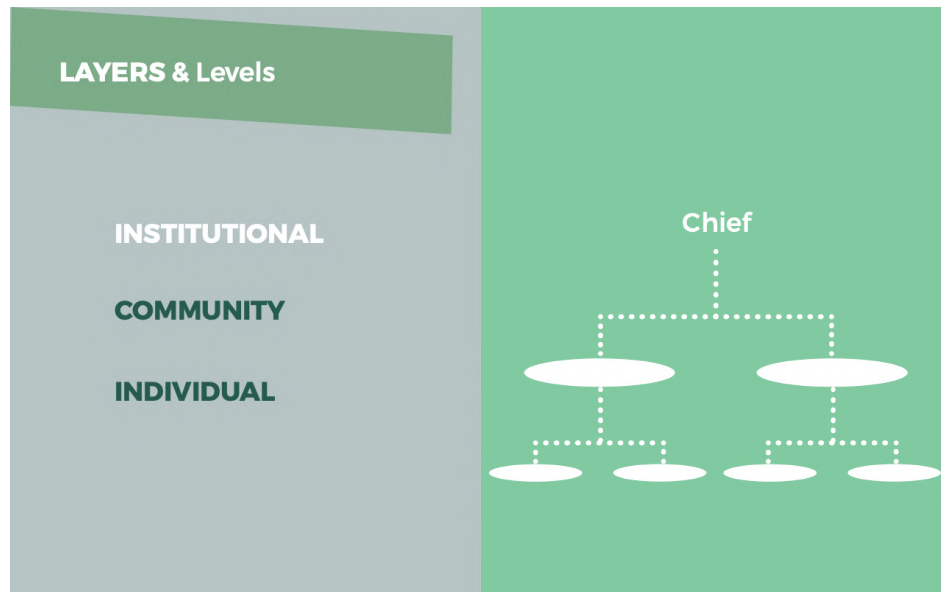 LAYERS & Levels
INSTITUTIONAL
COMMUNITY
INDIVIDUAL
Chief